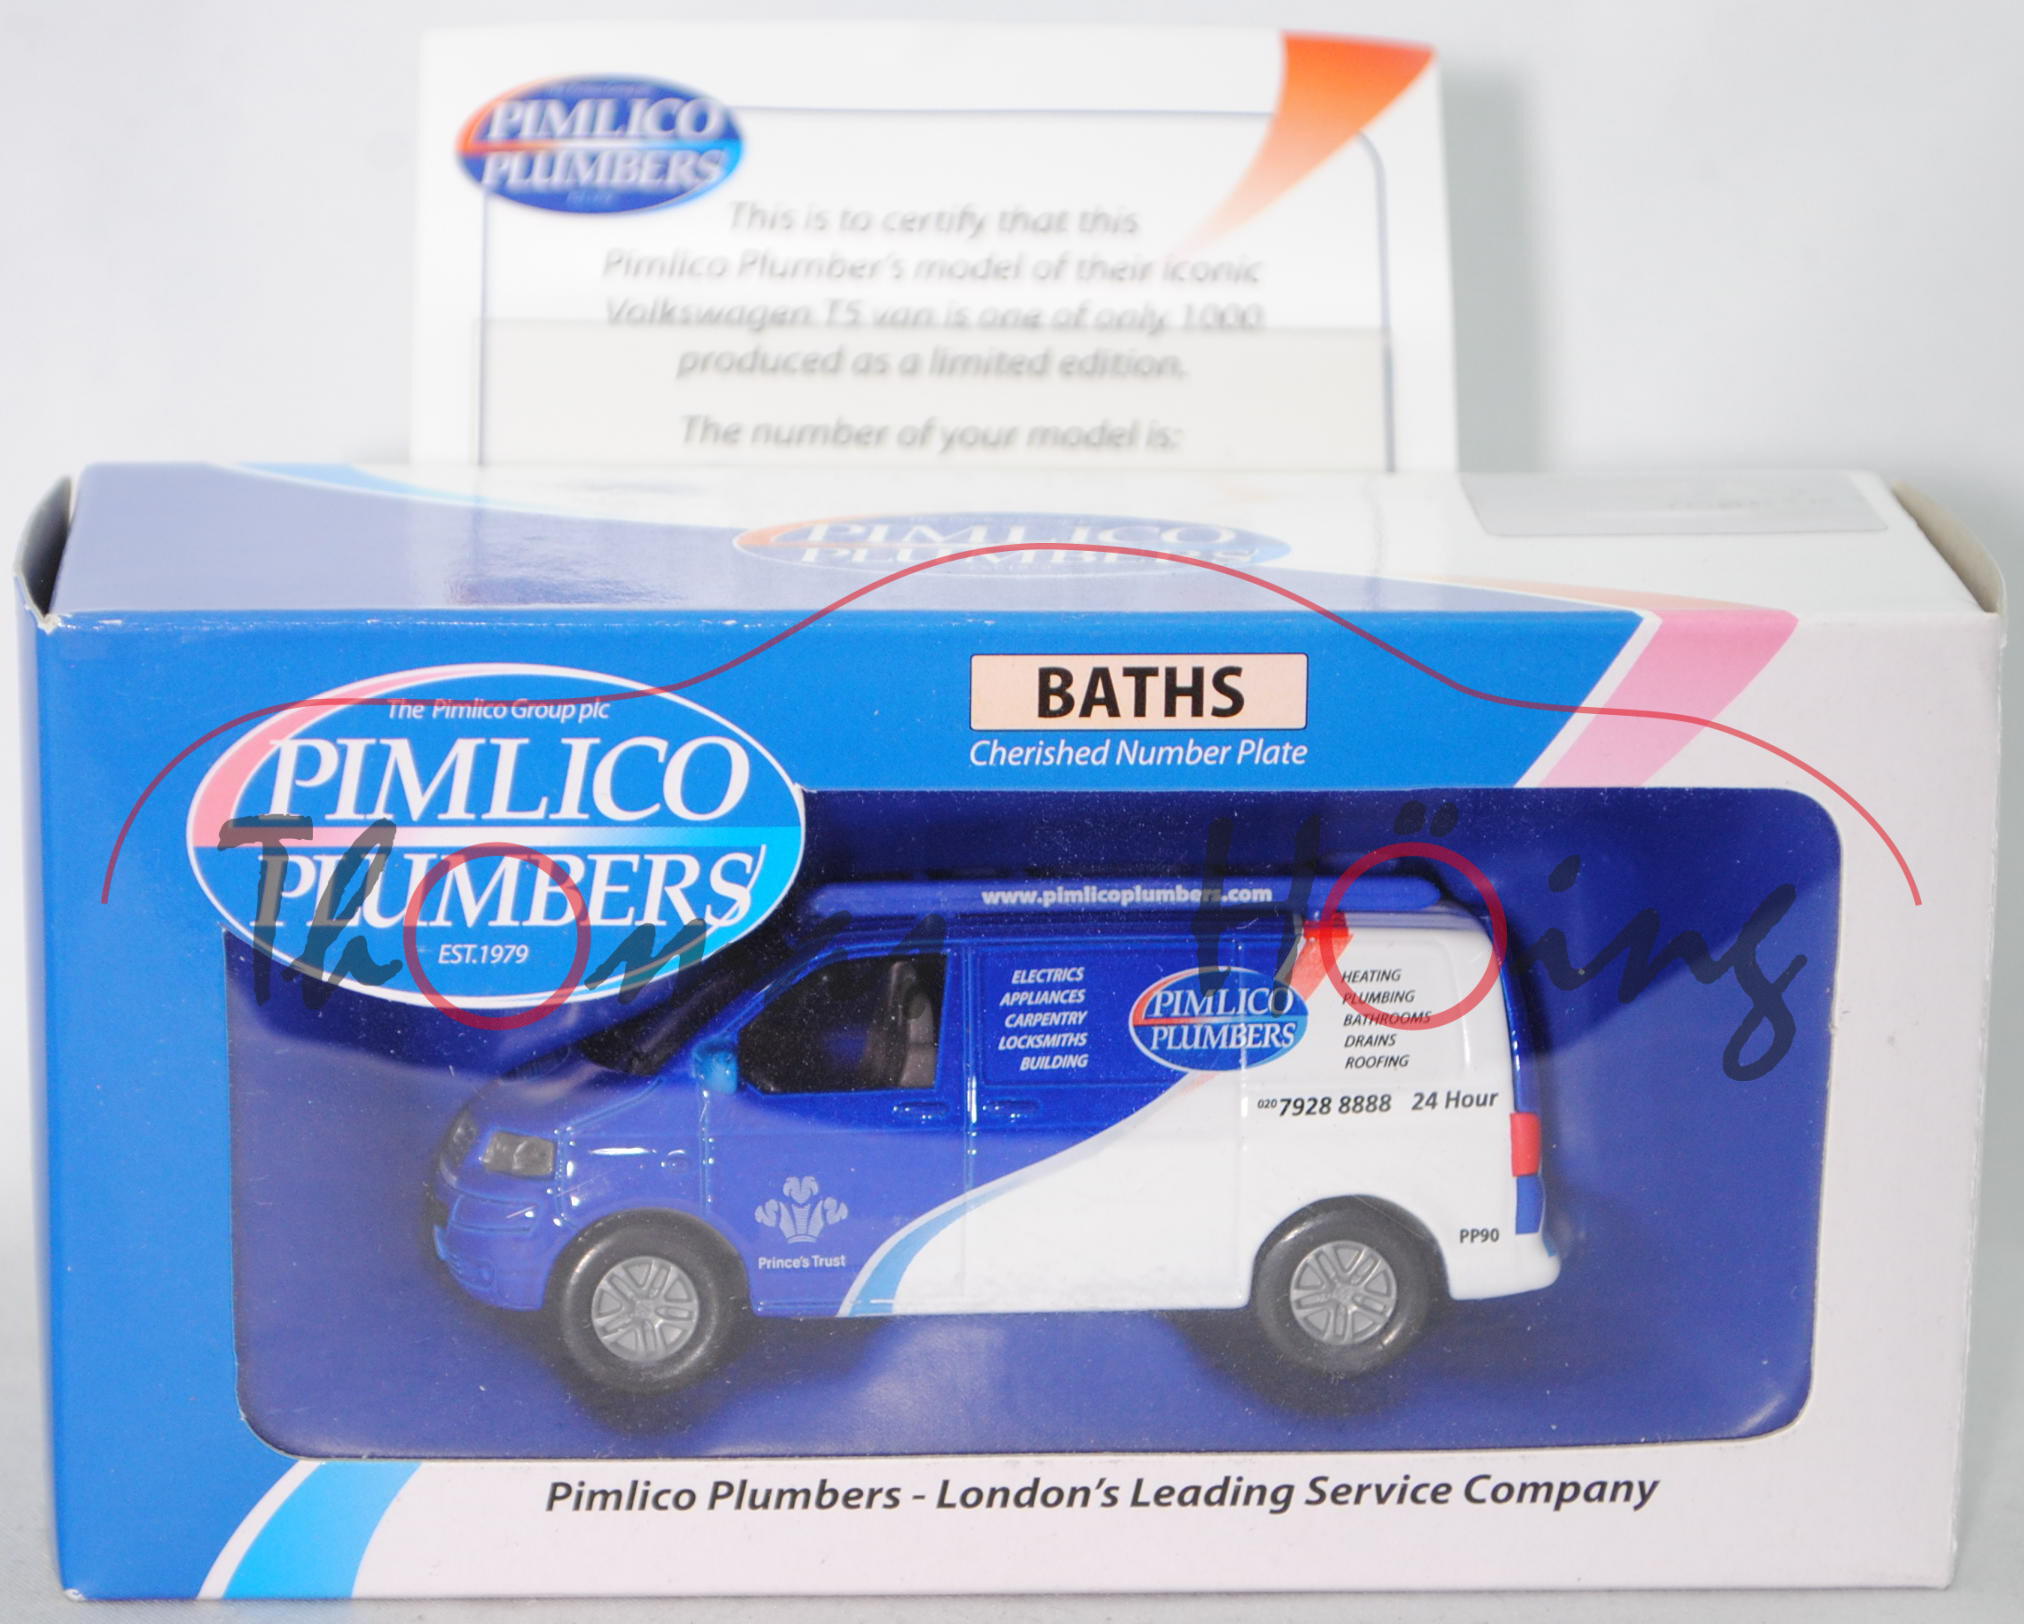 PIMLICO
PLUMBERS
This is to certify that this
Pimlico Plumber's model of their iconic
Volkswagen T5 van is one of only 1000
produced as a limited edition.
The number of your model is:
PIMLICO
PLUMBERS
BATHS
Cherished Number Plate
The Pimlico Group plc
PIMLICO
PLUMBERS
EST.1979
Thomas Höing
www.pimlicoplumbers.com
ELECTRICS
APPLIANCES
CARPENTRY
LOCKSMITHS
BUILDING
PIMLICO
PLUMBERS
HEATING
PLUMBING
BATHROOMS
DRAINS
ROOFING
020 7928 8888 24 Hour
Prince's Trust
PP90
Pimlico Plumbers - London's Leading Service Company